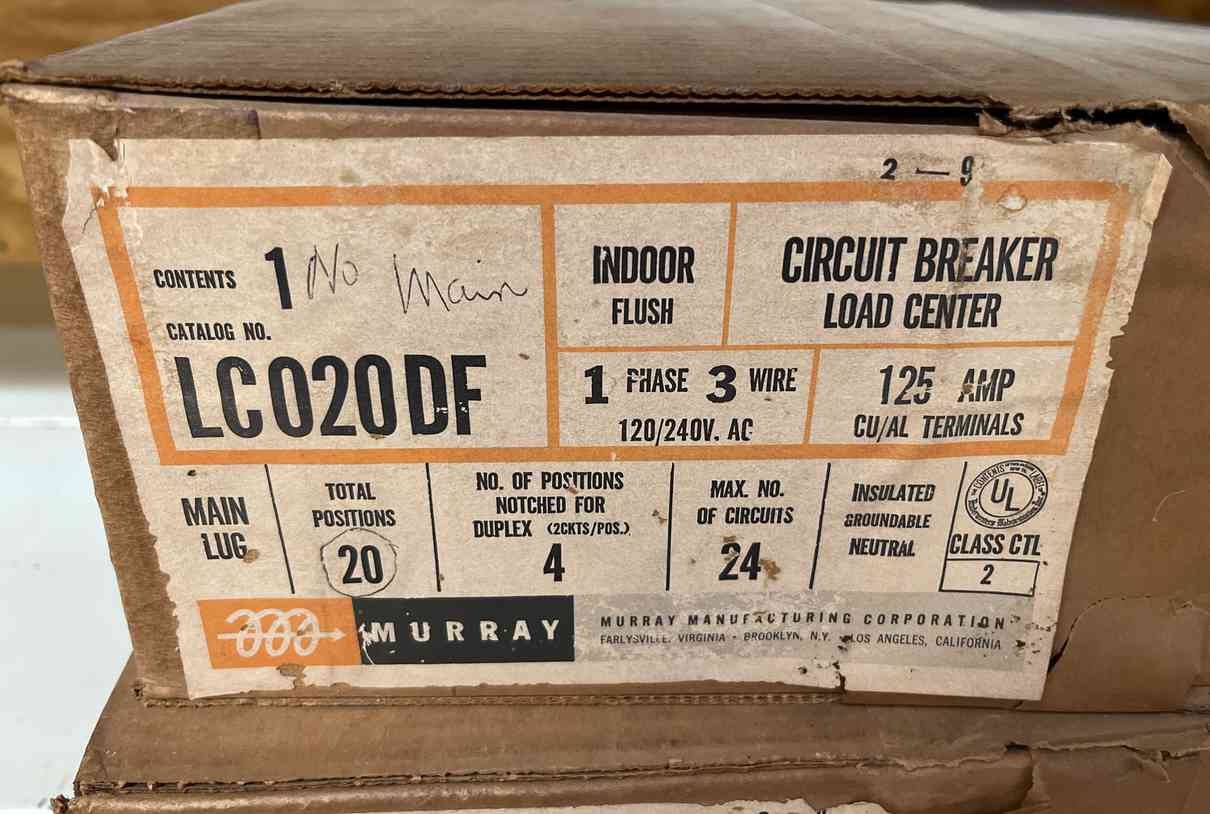 2 — 9
CONTENTS 1 No Main
CATALOG NO.
LC020DF
INDOOR
FLUSH
CIRCUIT BREAKER
LOAD CENTER
1 PHASE 3 WIRE
120/240V. AC
125 AMP
CU/AL TERMINALS
MAIN
LUG
TOTAL
POSITIONS
20
NO. OF POSITIONS
NOTCHED FOR
DUPLEX (2CKTS/POS.)
4
MAX. NO.
OF CIRCUITS
24
INSULATED
GROUNDABLE
NEUTRAL
UL
CLASS CTL
2
MURRAY
MURRAY MANUFACTURING CORPORATION
EARLYSVILLE, VIRGINIA - BROOKLYN, N.Y. LOS ANGELES, CALIFORNIA